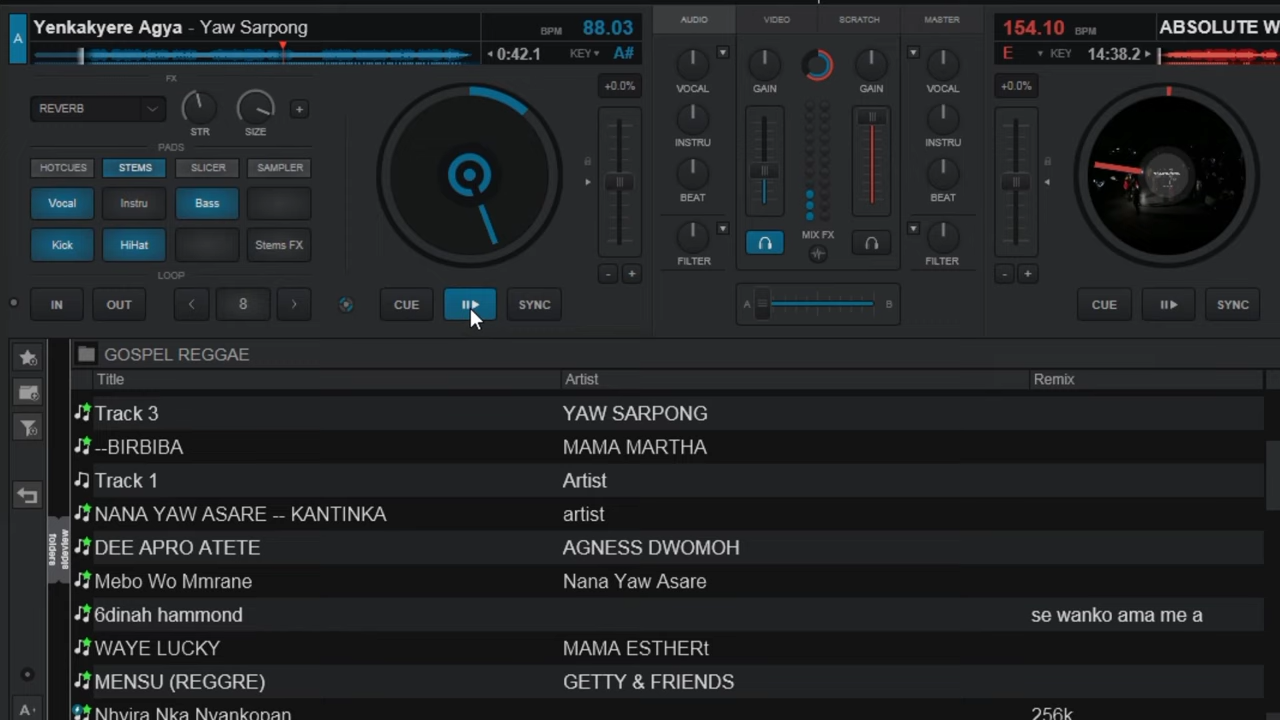 A
Yenkakyere Agya - Yaw Sarpong
BPM 88.03
0:42.1 KEY A#
FX
REVERB
STR SIZE +
PADS
HOTCUES STEMS SLICER SAMPLER
Vocal Instru Bass
Kick HiHat Stems FX
LOOP
IN OUT < 8 >
+0.0%
- +
CUE SYNC
AUDIO VIDEO SCRATCH MASTER
VOCAL GAIN GAIN VOCAL
INSTRU INSTRU
BEAT BEAT
MIX FX
FILTER FILTER
A B
154.10 BPM ABSOLUTE W
E KEY 14:38.2
+0.0%
- +
CUE SYNC
GOSPEL REGGAE
Title Artist Remix
Track 3 YAW SARPONG
--BIRBIBA MAMA MARTHA
Track 1 Artist
NANA YAW ASARE -- KANTINKA artist
DEE APRO ATETE AGNESS DWOMOH
Mebo Wo Mmrane Nana Yaw Asare
6dinah hammond se wanko ama me a
WAYE LUCKY MAMA ESTHERt
MENSU (REGGRE) GETTY & FRIENDS
Nhyira Nka Nyankopan 256k
folders
A